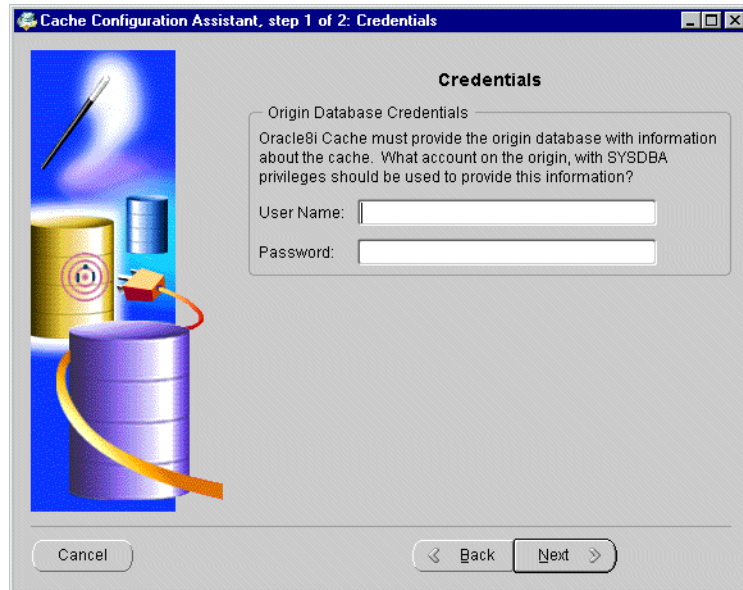 Cache Configuration Assistant, step 1 of 2: Credentials
Credentials
Origin Database Credentials
Oracle8i Cache must provide the origin database with information
about the cache. What account on the origin, with SYSDBA
privileges should be used to provide this information?
User Name:
Password:
Cancel
Back
Next